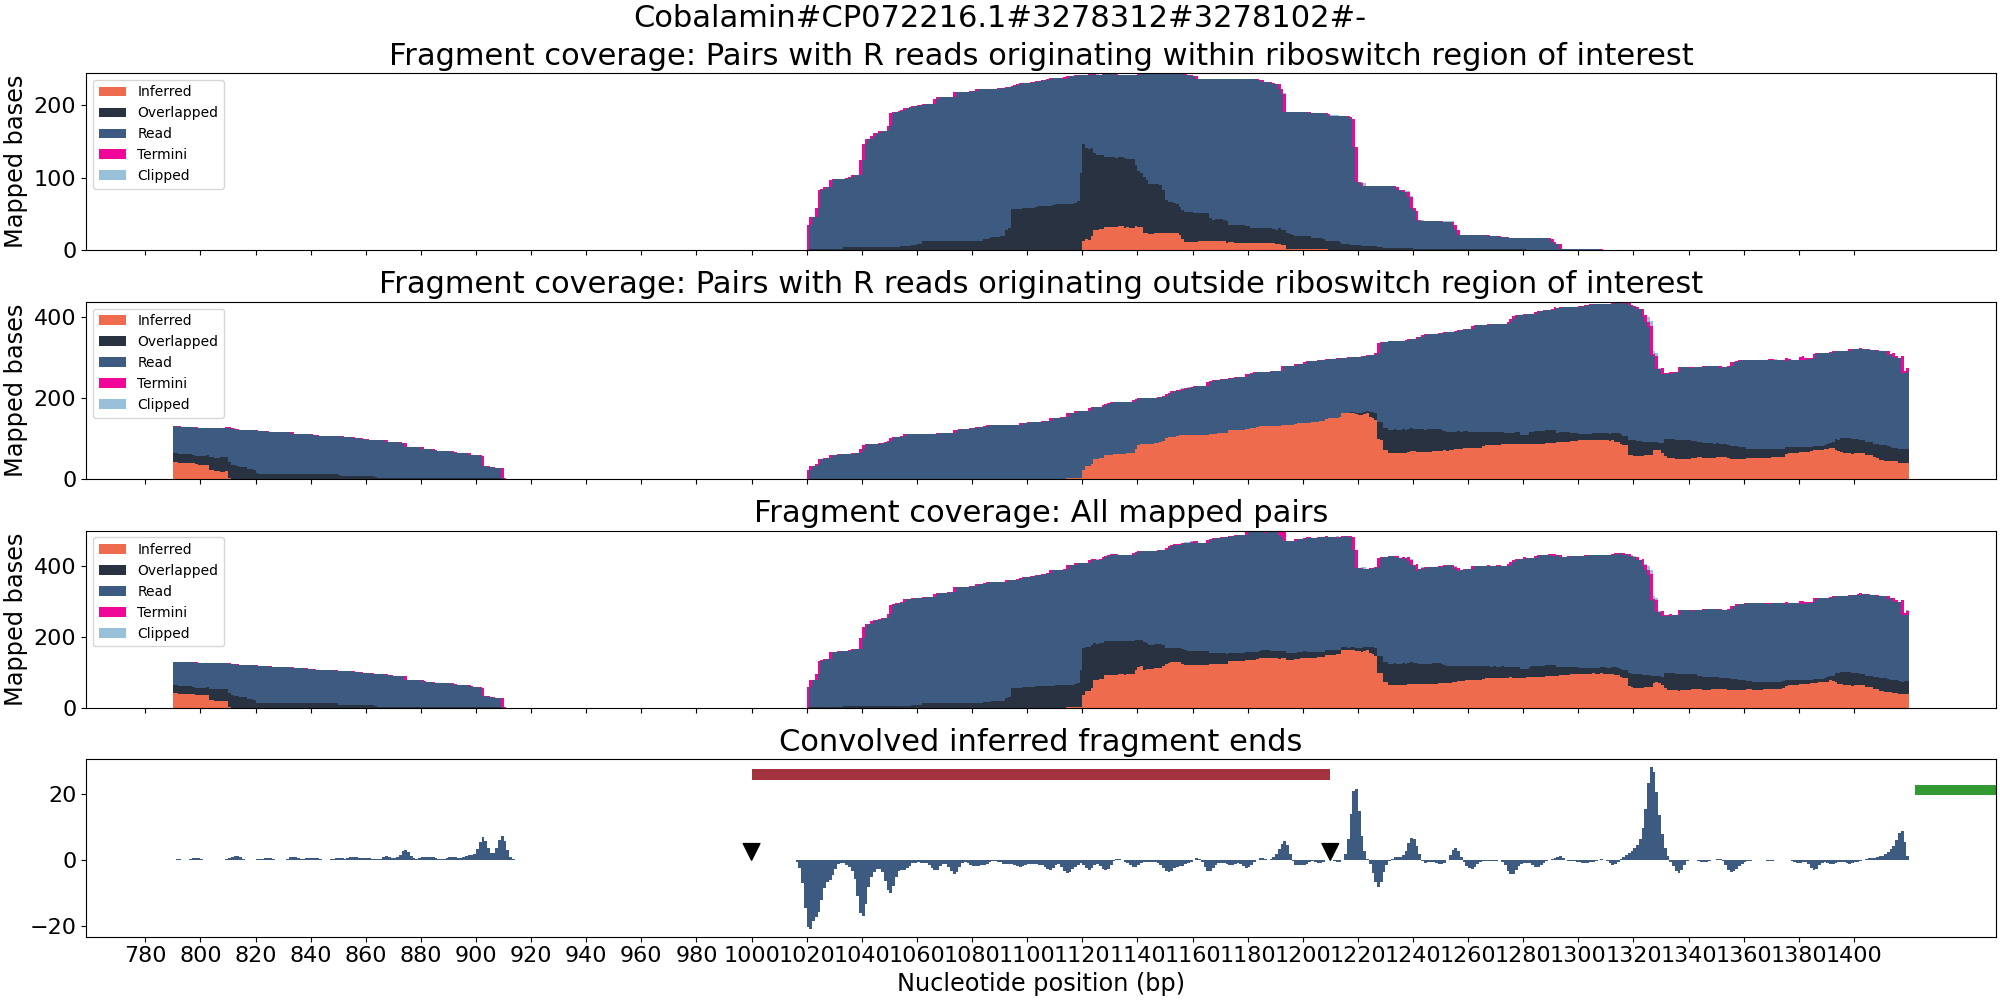 Cobalamin#CP072216.1#3278312#3278102#-
Fragment coverage: Pairs with R reads originating within riboswitch region of interest
Mapped bases
200
100
0
Inferred
Overlapped
Read
Termini
Clipped
Fragment coverage: Pairs with R reads originating outside riboswitch region of interest
Mapped bases
400
200
0
Inferred
Overlapped
Read
Termini
Clipped
Fragment coverage: All mapped pairs
Mapped bases
400
200
0
Inferred
Overlapped
Read
Termini
Clipped
Convolved inferred fragment ends
20
0
−20
780 800 820 840 860 880 900 920 940 960 980 1000 1020 1040 1060 1080 1100 1120 1140 1160 1180 1200 1220 1240 1260 1280 1300 1320 1340 1360 1380 1400
Nucleotide position (bp)